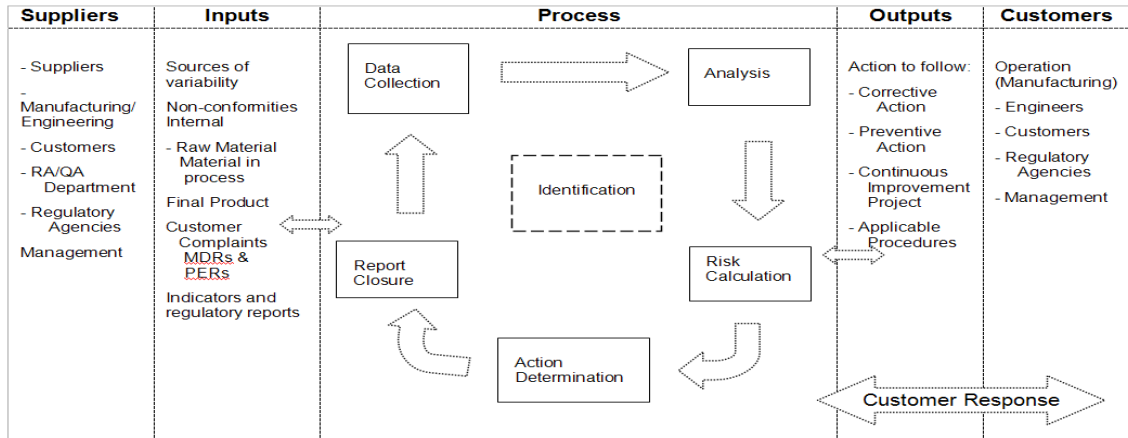 Suppliers
Inputs
Process
Outputs
Customers
- Suppliers
-
Manufacturing/
Engineering
- Customers
- RA/QA
Department
- Regulatory
Agencies
Management
Sources of
variability
Non-conformities
Internal
- Raw Material
Material in
process
Final Product
Customer
Complaints
MDRs &
PERs
Indicators and
regulatory reports
Data
Collection
Analysis
Identification
Report
Closure
Risk
Calculation
Action
Determination
Action to follow:
- Corrective
Action
- Preventive
Action
- Continuous
Improvement
Project
- Applicable
Procedures
Operation
(Manufacturing)
- Engineers
- Customers
- Regulatory
Agencies
- Management
Customer Response